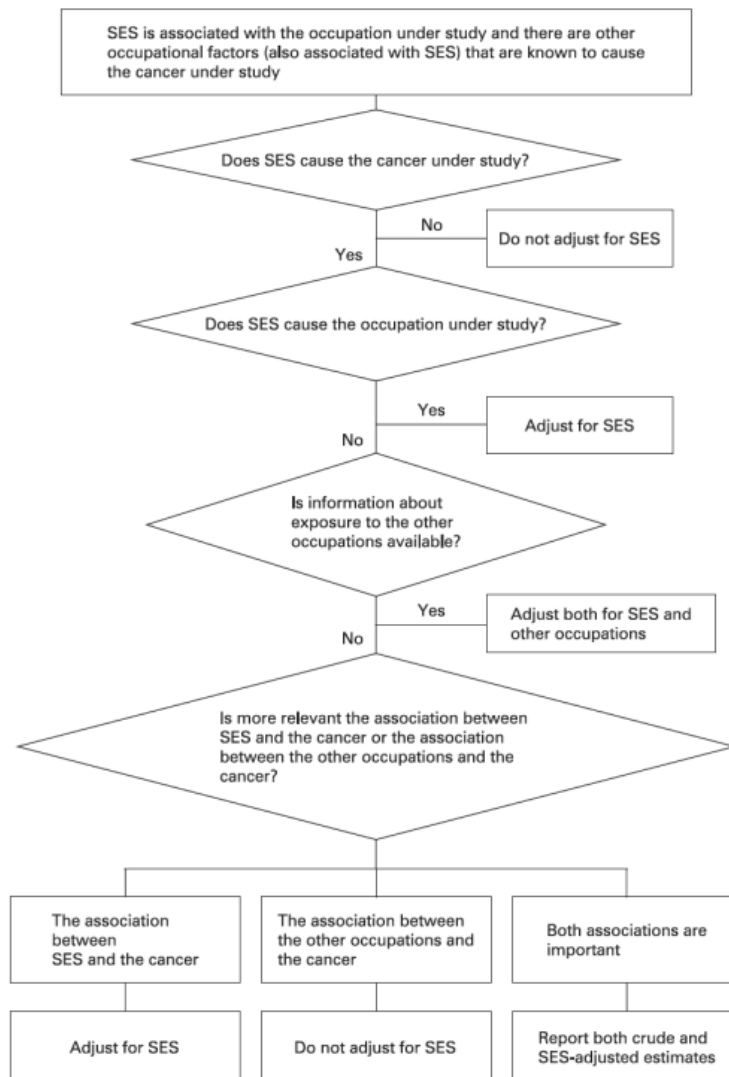 SES is associated with the occupation under study and there are other
occupational factors (also associated with SES) that are known to cause
the cancer under study
Does SES cause the cancer under study?
No
Do not adjust for SES
Yes
Does SES cause the occupation under study?
Yes
Adjust for SES
No
Is information about
exposure to the other
occupations available?
Yes
Adjust both for SES and
other occupations
No
Is more relevant the association between
SES and the cancer or the association
between the other occupations and the
cancer?
The association
between
SES and the cancer
The association between
the other occupations and
the cancer
Both associations are
important
Adjust for SES
Do not adjust for SES
Report both crude and
SES-adjusted estimates